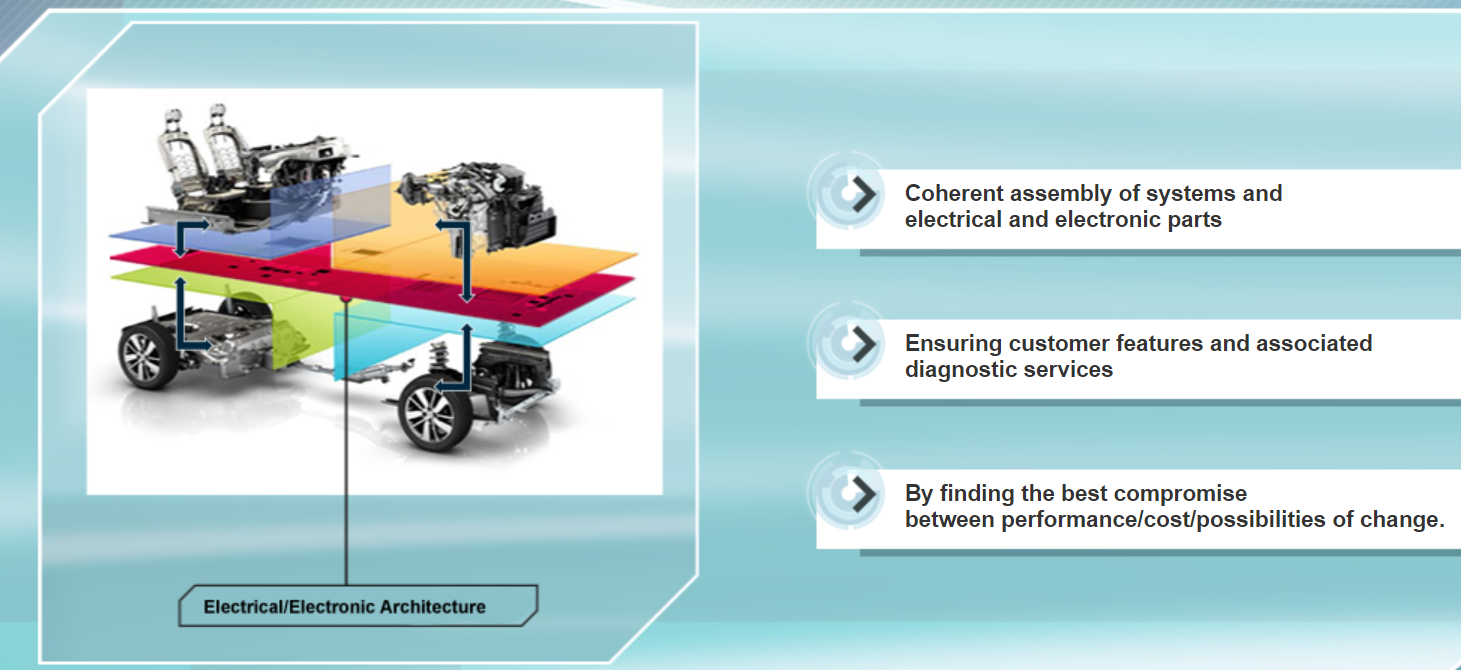 Coherent assembly of systems and
electrical and electronic parts
Ensuring customer features and associated
diagnostic services
By finding the best compromise
between performance/cost/possibilities of change.
Electrical/Electronic Architecture